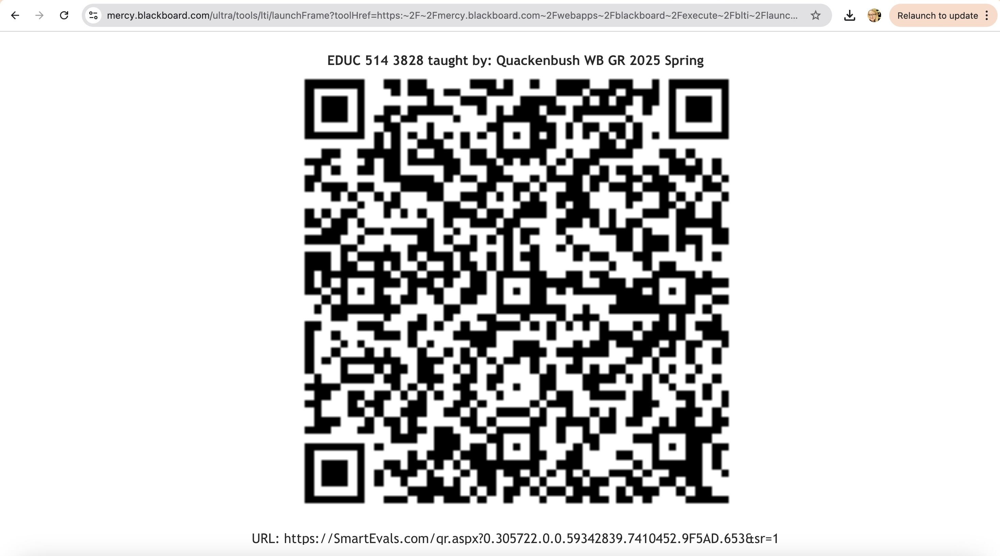 mercy.blackboard.com/ultra/tools/lti/launchFrame?toolHref=https:~2F~2Fmercy.blackboard.com~2Fwebapps~2Fblackboard~2Fexecute~2Fblti~2Flaunc...
Relaunch to update
EDUC 514 3828 taught by: Quackenbush WB GR 2025 Spring
URL: https://SmartEvals.com/qr.aspx?0.305722.0.0.59342839.7410452.9F5AD.653&tsr=1